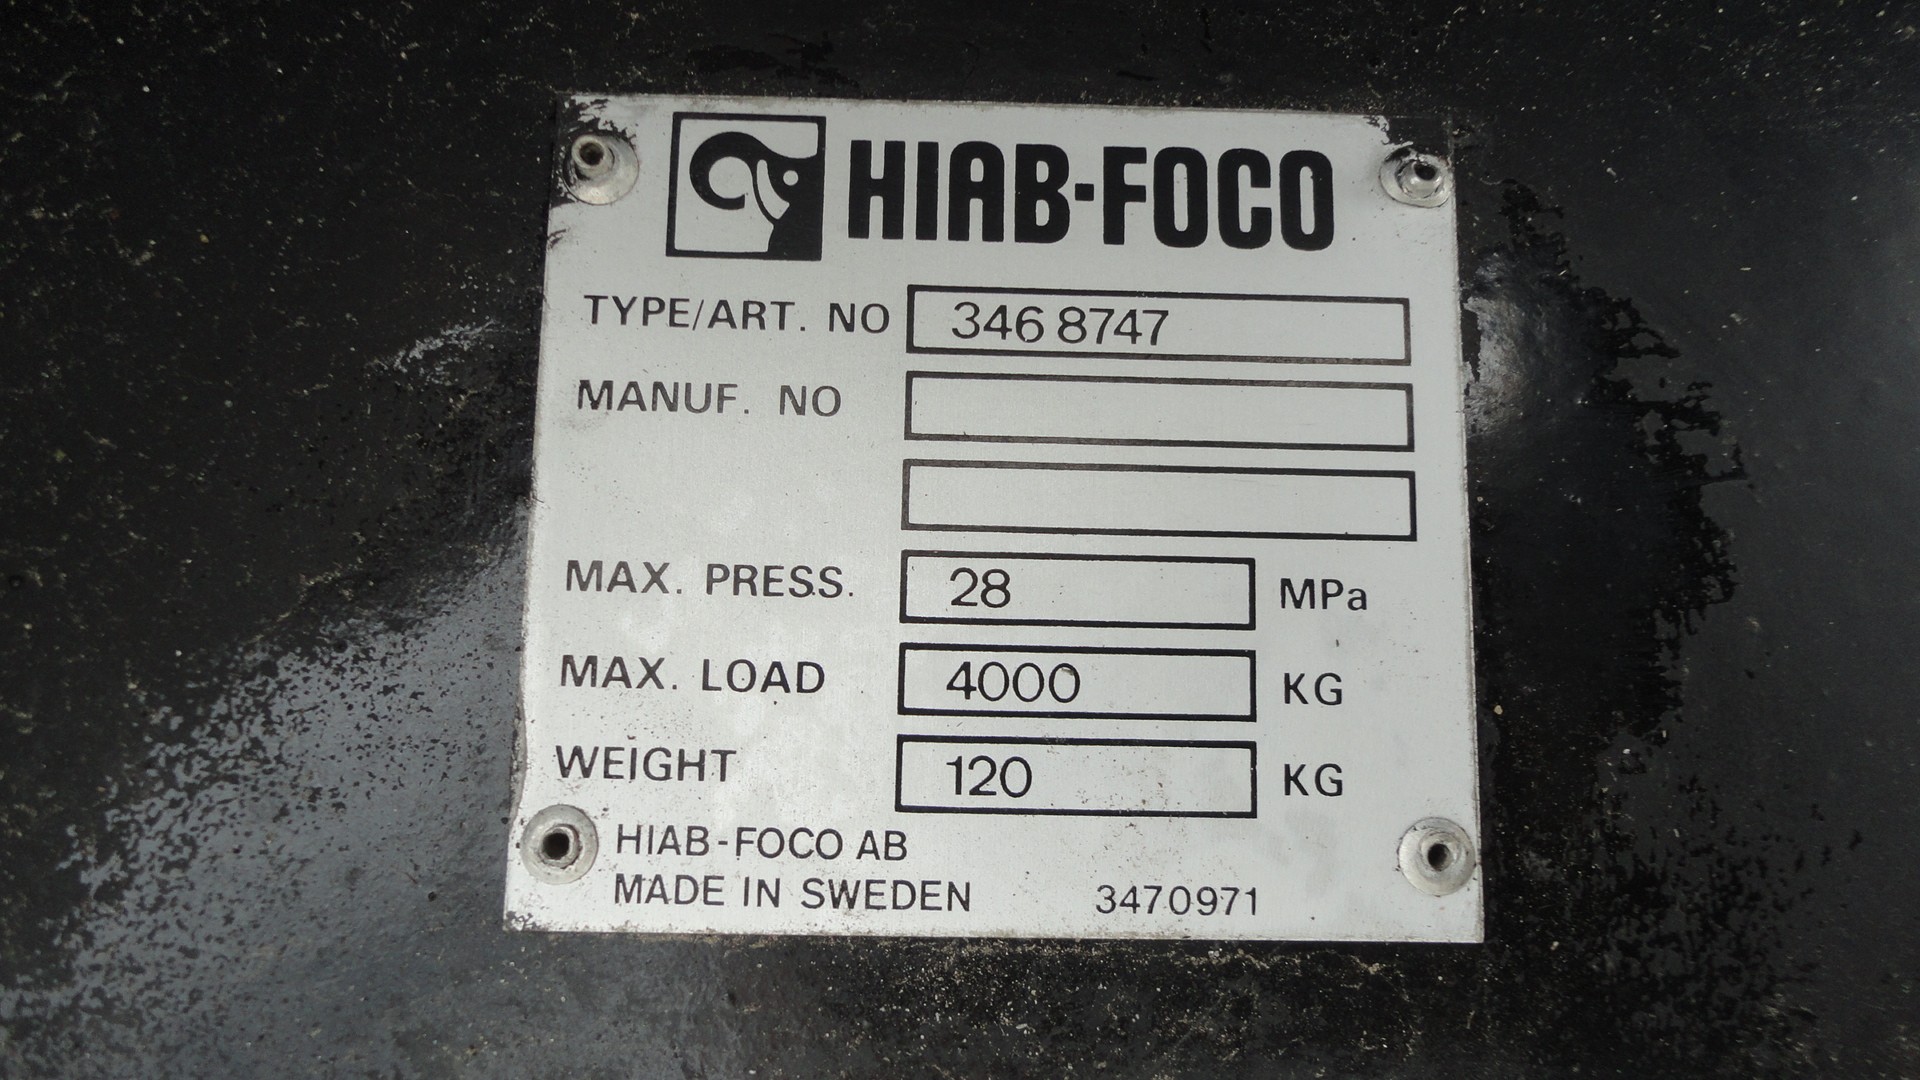 HIAB-FOCO
TYPE/ART. NO 346 8747
MANUF. NO
MAX. PRESS. 28 MPa
MAX. LOAD 4000 KG
WEIGHT 120 KG
HIAB-FOCO AB
MADE IN SWEDEN 3470971